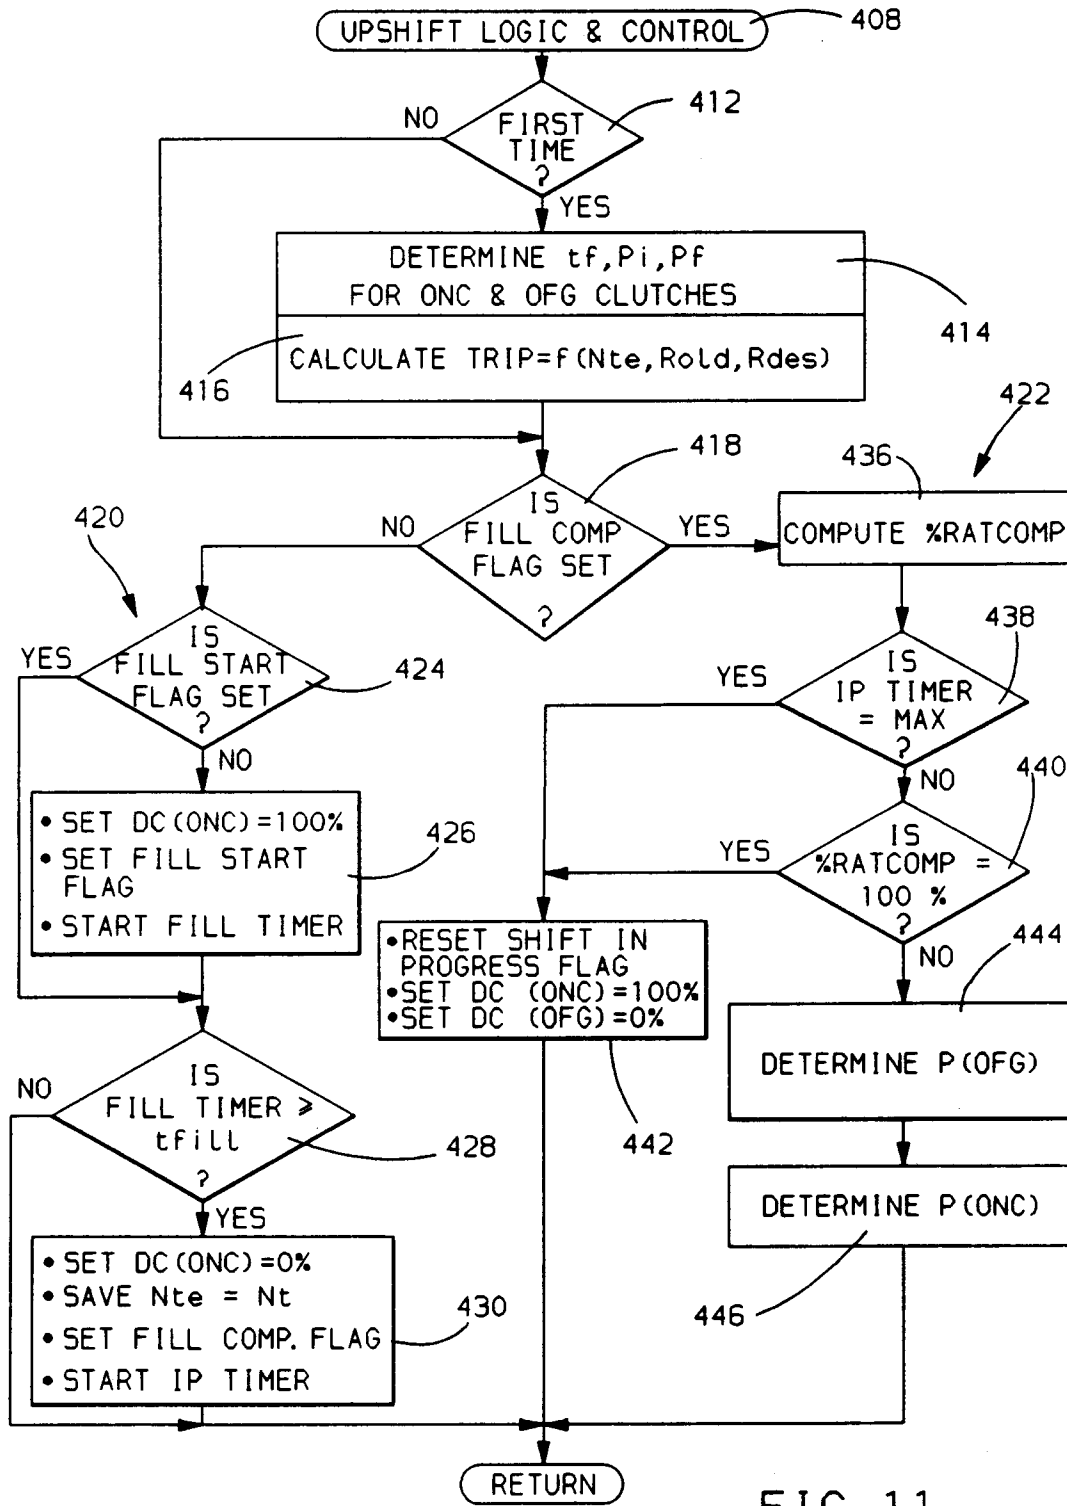 UPSHIFT LOGIC & CONTROL
408
412
NO
FIRST
TIME
?
YES
DETERMINE tf,Pi,Pf
FOR ONC & OFG CLUTCHES
414
CALCULATE TRIP=f(Nte,Rold,Rdes)
416
422
418
436
420
NO
IS
FILL COMP
FLAG SET
?
YES
COMPUTE %RATCOMP
YES
IS
FILL START
FLAG SET
?
424
NO
438
YES
IS
IP TIMER
= MAX
?
NO
440
• SET DC(ONC)=100%
• SET FILL START
FLAG
• START FILL TIMER
426
YES
IS
%RATCOMP =
100 %
?
NO
444
•RESET SHIFT IN
PROGRESS FLAG
•SET DC (ONC)=100%
•SET DC (OFG)=0%
442
DETERMINE P(OFG)
NO
IS
FILL TIMER ≥
tfill
?
428
YES
DETERMINE P(ONC)
446
• SET DC(ONC)=0%
• SAVE Nte = Nt
• SET FILL COMP. FLAG
• START IP TIMER
430
RETURN
FIG.11